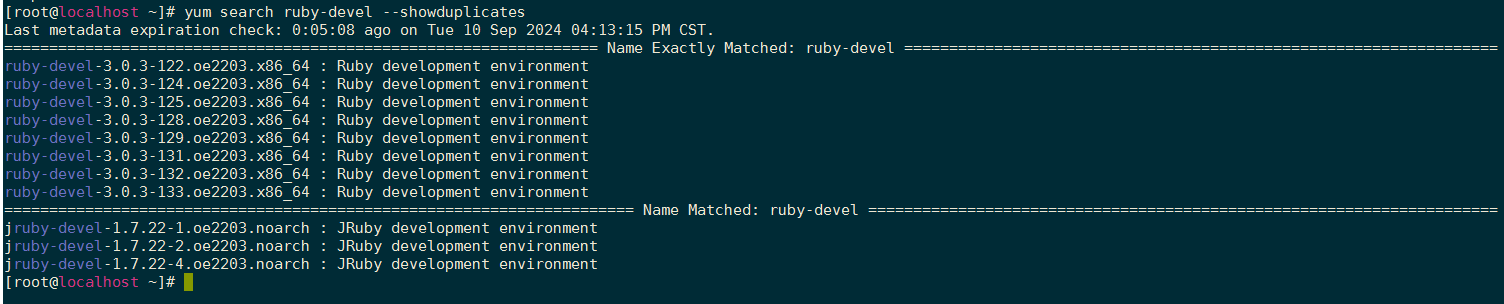 [root@localhost ~]# yum search ruby-devel --showduplicates
Last metadata expiration check: 0:05:08 ago on Tue 10 Sep 2024 04:13:15 PM CST.
================================================================== Name Exactly Matched: ruby-devel ==================================================================
ruby-devel-3.0.3-122.oe2203.x86_64 : Ruby development environment
ruby-devel-3.0.3-124.oe2203.x86_64 : Ruby development environment
ruby-devel-3.0.3-125.oe2203.x86_64 : Ruby development environment
ruby-devel-3.0.3-128.oe2203.x86_64 : Ruby development environment
ruby-devel-3.0.3-129.oe2203.x86_64 : Ruby development environment
ruby-devel-3.0.3-131.oe2203.x86_64 : Ruby development environment
ruby-devel-3.0.3-132.oe2203.x86_64 : Ruby development environment
ruby-devel-3.0.3-133.oe2203.x86_64 : Ruby development environment
====================================================================== Name Matched: ruby-devel ======================================================================
jruby-devel-1.7.22-1.oe2203.noarch : JRuby development environment
jruby-devel-1.7.22-2.oe2203.noarch : JRuby development environment
jruby-devel-1.7.22-4.oe2203.noarch : JRuby development environment
[root@localhost ~]#